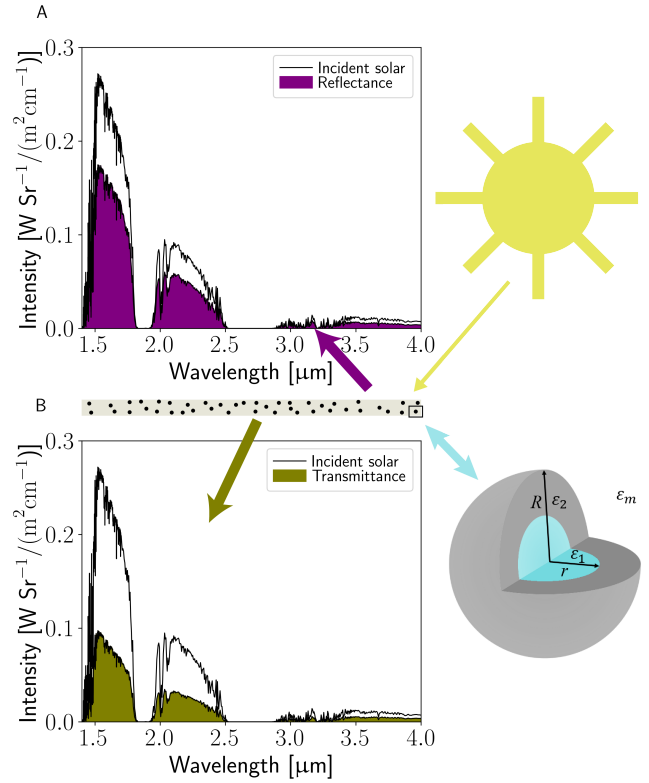 A
0.3
0.2
0.1
0.0
Intensity [W Sr⁻¹/(m²cm⁻¹)]
Incident solar
Reflectance
1.5 2.0 2.5 3.0 3.5 4.0
Wavelength [µm]
B
0.3
0.2
0.1
0.0
Intensity [W Sr⁻¹/(m²cm⁻¹)]
Incident solar
Transmittance
1.5 2.0 2.5 3.0 3.5 4.0
Wavelength [µm]
R ε₂ εₘ
ε₁
r